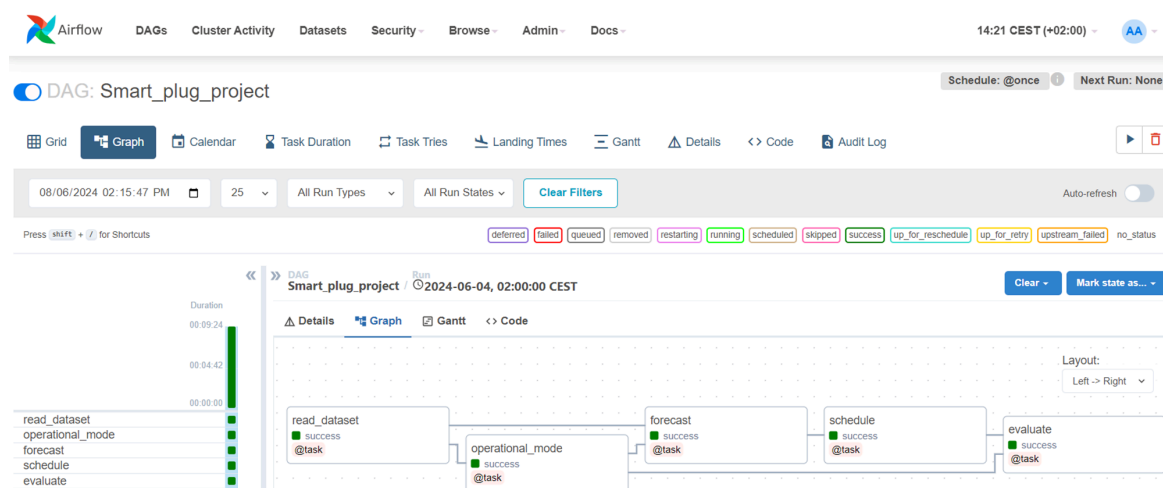 Airflow DAGs Cluster Activity Datasets Security Browse Admin Docs 14:21 CEST (+02:00) AA
DAG: Smart_plug_project Schedule: @once i Next Run: None
Grid Graph Calendar Task Duration Task Tries Landing Times Gantt Details <> Code Audit Log
08/06/2024 02:15:47 PM 25 All Run Types All Run States Clear Filters Auto-refresh
Press shift + / for Shortcuts deferred failed queued removed restarting running scheduled skipped success up_for_reschedule up_for_retry upstream_failed no_status
DAG Run
Smart_plug_project / 2024-06-04, 02:00:00 CEST Clear Mark state as...
Details Graph Gantt <> Code
Duration
00:09:24
00:04:42
00:00:00
read_dataset
operational_mode
forecast
schedule
evaluate
Layout:
Left -> Right
read_dataset
success
@task
operational_mode
success
@task
forecast
success
@task
schedule
success
@task
evaluate
success
@task